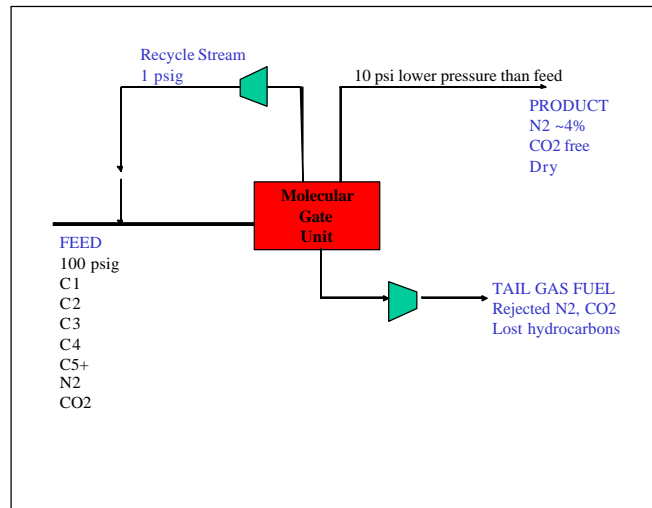 Recycle Stream
1 psig
10 psi lower pressure than feed
PRODUCT
N2 ~4%
CO2 free
Dry
Molecular
Gate
Unit
FEED
100 psig
C1
C2
C3
C4
C5+
N2
CO2
TAIL GAS FUEL
Rejected N2, CO2
Lost hydrocarbons